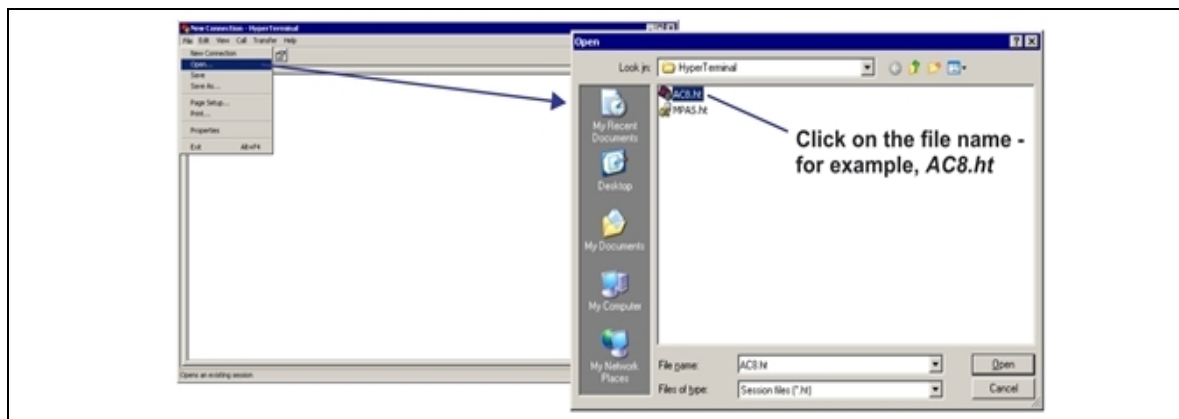 New Connection - HyperTerminal
File Edit View Call Transfer Help
New Connection
Open...
Save
Save As...
Page Setup...
Print...
Properties
Exit Alt+F4
Opens an existing session
Open
Look in: HyperTerminal
AC8.ht
MPAS.ht
My Recent
Documents
Desktop
My Documents
My Computer
My Network
Places
Click on the file name -
for example, AC8.ht
File name: AC8.ht Open
Files of type: Session files (*.ht) Cancel